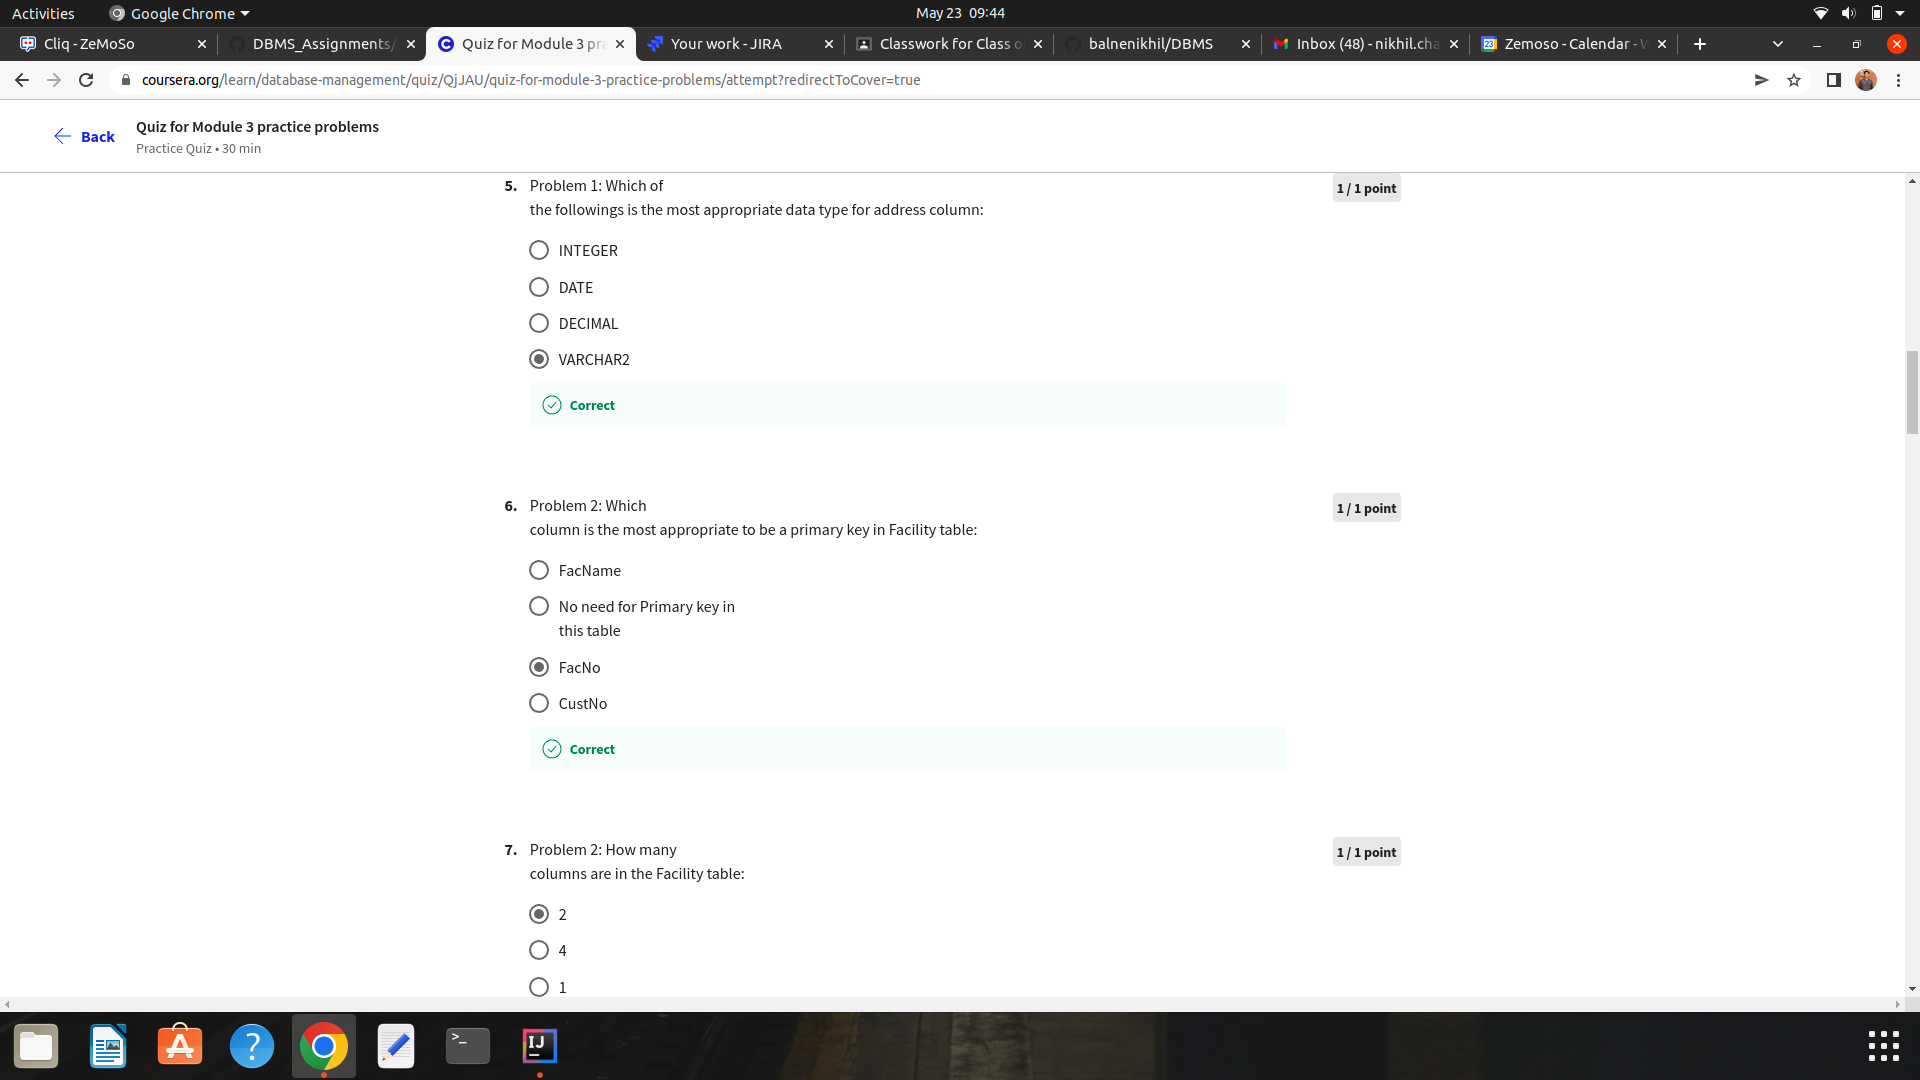 Activities
Google Chrome
May 23 09:44
Cliq - ZeMoSo
DBMS_Assignments/
Quiz for Module 3 pra
Your work - JIRA
Classwork for Class o
balnenikhil/DBMS
Inbox (48) - nikhil.cha
23
Zemoso - Calendar - W
coursera.org/learn/database-management/quiz/QjJAU/quiz-for-module-3-practice-problems/attempt?redirectToCover=true
Back
Quiz for Module 3 practice problems
Practice Quiz • 30 min
5. Problem 1: Which of
the followings is the most appropriate data type for address column:
1 / 1 point
INTEGER
DATE
DECIMAL
VARCHAR2
Correct
6. Problem 2: Which
column is the most appropriate to be a primary key in Facility table:
1 / 1 point
FacName
No need for Primary key in
this table
FacNo
CustNo
Correct
7. Problem 2: How many
columns are in the Facility table:
1 / 1 point
2
4
1
A
?
>_
IJ